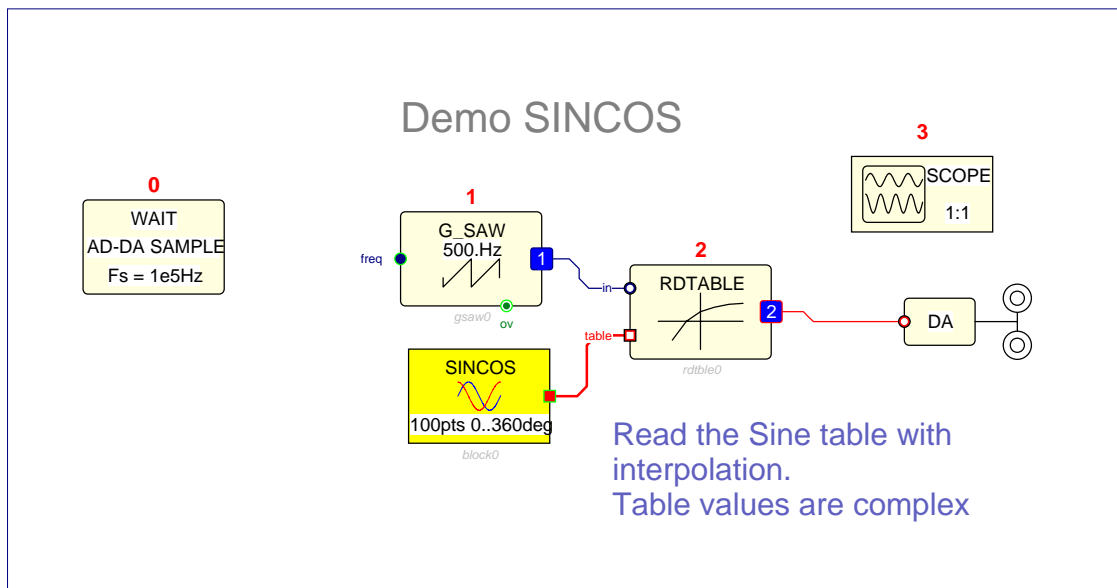 Demo SINCOS
0
WAIT
AD-DA SAMPLE
Fs = 1e5Hz
1
G_SAW
500.Hz
freq
1
gsaw0
ov
SINCOS
100pts 0..360deg
block0
2
RDTABLE
in
table
2
rdtble0
3
SCOPE
1:1
DA
Read the Sine table with
interpolation.
Table values are complex